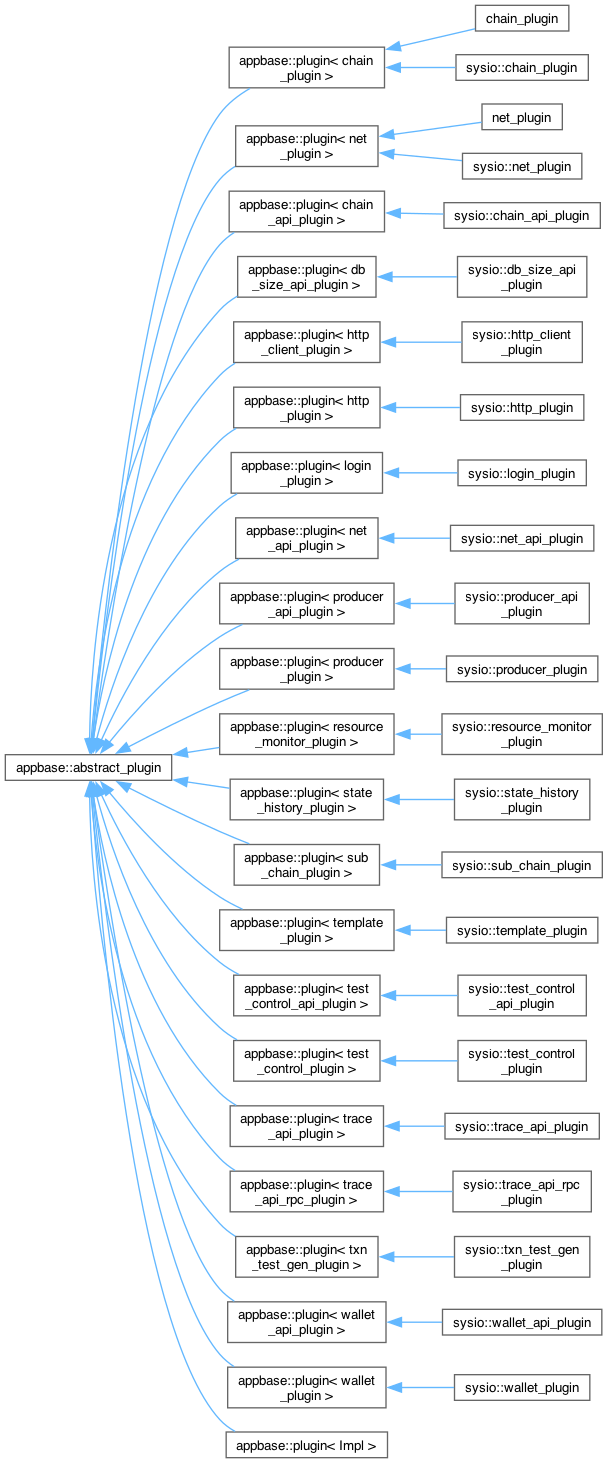 chain_plugin
appbase::plugin< chain
_plugin >
sysio::chain_plugin
net_plugin
appbase::plugin< net
_plugin >
sysio::net_plugin
appbase::plugin< chain
_api_plugin >
sysio::chain_api_plugin
appbase::plugin< db
_size_api_plugin >
sysio::db_size_api
_plugin
appbase::plugin< http
_client_plugin >
sysio::http_client
_plugin
appbase::plugin< http
_plugin >
sysio::http_plugin
appbase::plugin< login
_plugin >
sysio::login_plugin
appbase::plugin< net
_api_plugin >
sysio::net_api_plugin
appbase::plugin< producer
_api_plugin >
sysio::producer_api
_plugin
appbase::plugin< producer
_plugin >
sysio::producer_plugin
appbase::plugin< resource
_monitor_plugin >
sysio::resource_monitor
_plugin
appbase::abstract_plugin
appbase::plugin< state
_history_plugin >
sysio::state_history
_plugin
appbase::plugin< sub
_chain_plugin >
sysio::sub_chain_plugin
appbase::plugin< template
_plugin >
sysio::template_plugin
appbase::plugin< test
_control_api_plugin >
sysio::test_control
_api_plugin
appbase::plugin< test
_control_plugin >
sysio::test_control
_plugin
appbase::plugin< trace
_api_plugin >
sysio::trace_api_plugin
appbase::plugin< trace
_api_rpc_plugin >
sysio::trace_api_rpc
_plugin
appbase::plugin< txn
_test_gen_plugin >
sysio::txn_test_gen
_plugin
appbase::plugin< wallet
_api_plugin >
sysio::wallet_api_plugin
appbase::plugin< wallet
_plugin >
sysio::wallet_plugin
appbase::plugin< Impl >